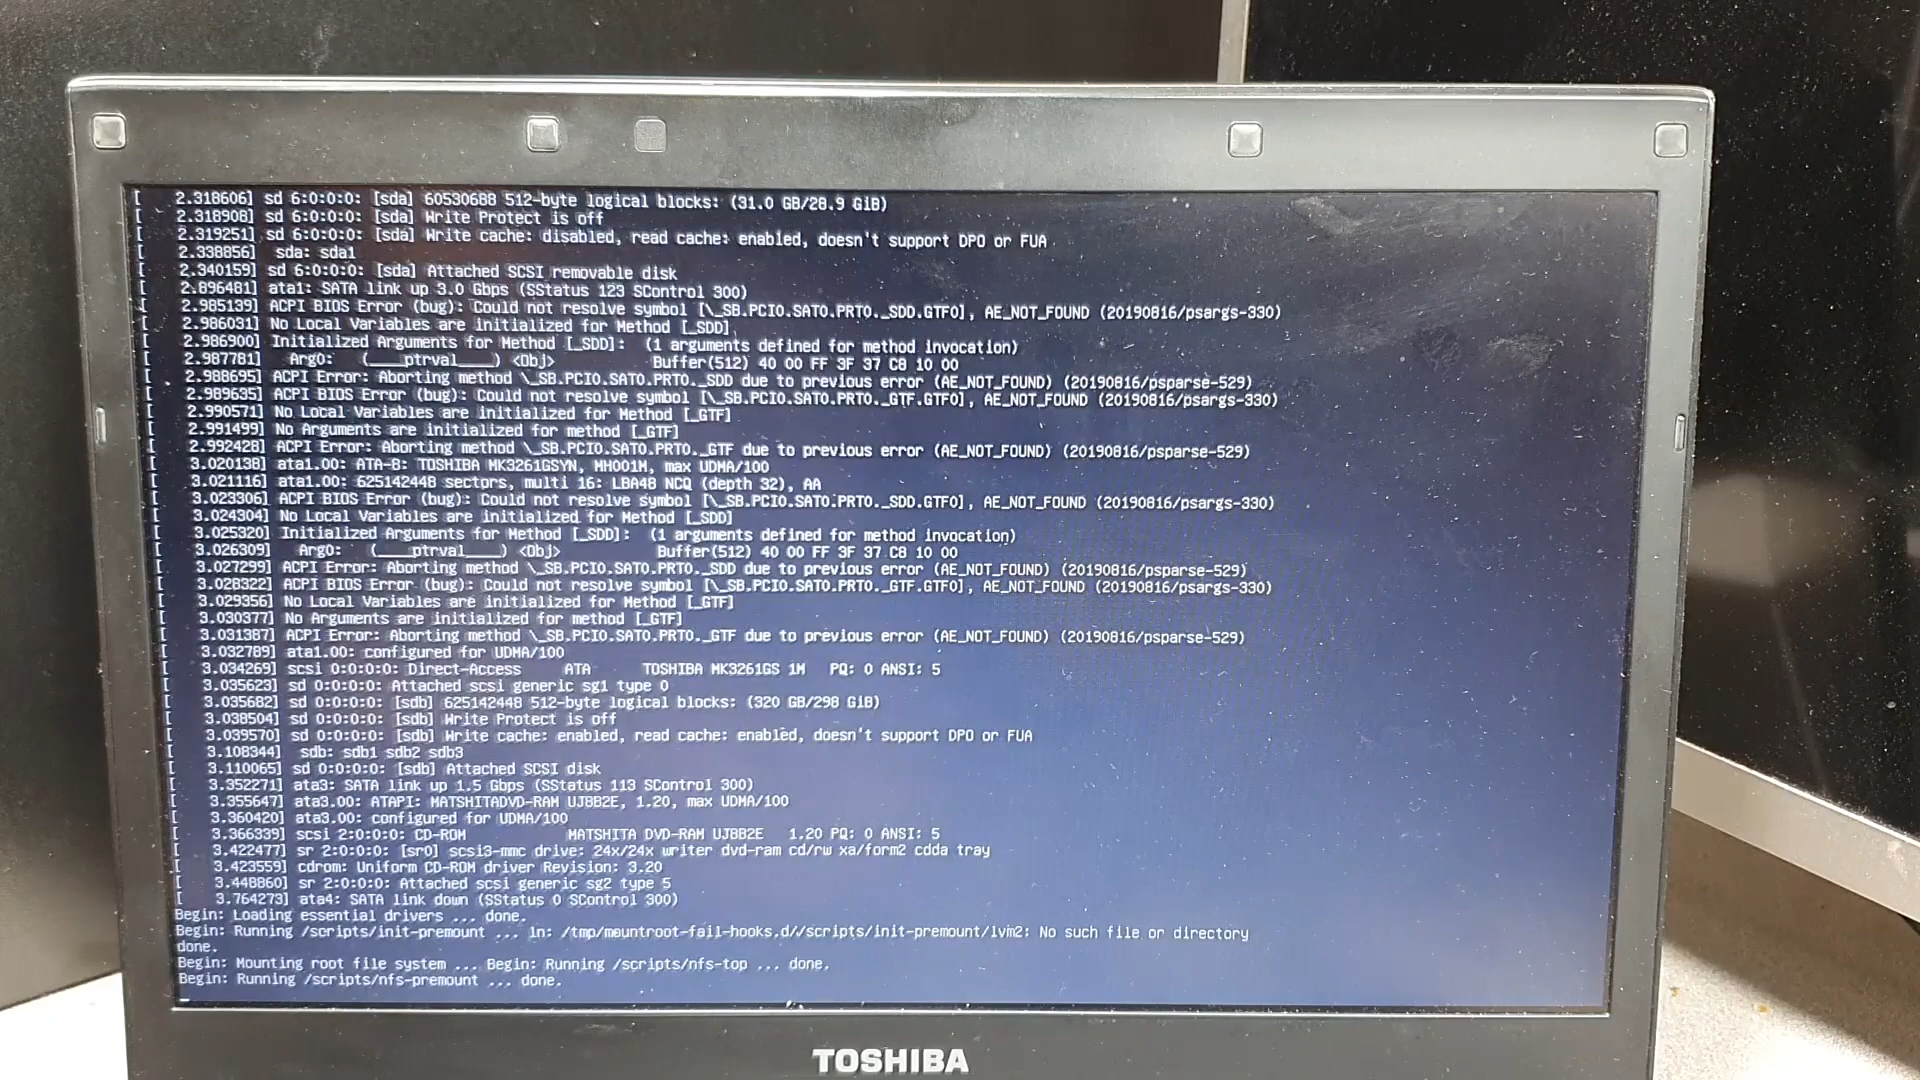 [    2.318606] sd 6:0:0:0: [sda] 60530688 512-byte logical blocks: (31.0 GB/28.9 GiB)
[    2.318908] sd 6:0:0:0: [sda] Write Protect is off
[    2.319251] sd 6:0:0:0: [sda] Write cache: disabled, read cache: enabled, doesn't support DPO or FUA
[    2.338856]  sda: sda1
[    2.340159] sd 6:0:0:0: [sda] Attached SCSI removable disk
[    2.896481] ata1: SATA link up 3.0 Gbps (SStatus 123 SControl 300)
[    2.985139] ACPI BIOS Error (bug): Could not resolve symbol [\_SB.PCI0.SAT0.PRT0._SDD.GTF0], AE_NOT_FOUND (20190816/psargs-330)
[    2.986031] No Local Variables are initialized for Method [_SDD]
[    2.986900] Initialized Arguments for Method [_SDD]:  (1 arguments defined for method invocation)
[    2.987781]   Arg0:   (____ptrval____) <Obj>           Buffer(512) 40 00 FF 3F 37 C8 10 00
[    2.988695] ACPI Error: Aborting method \_SB.PCI0.SAT0.PRT0._SDD due to previous error (AE_NOT_FOUND) (20190816/psparse-529)
[    2.989635] ACPI BIOS Error (bug): Could not resolve symbol [\_SB.PCI0.SAT0.PRT0._GTF.GTF0], AE_NOT_FOUND (20190816/psargs-330)
[    2.990571] No Local Variables are initialized for Method [_GTF]
[    2.991499] No Arguments are initialized for method [_GTF]
[    2.992428] ACPI Error: Aborting method \_SB.PCI0.SAT0.PRT0._GTF due to previous error (AE_NOT_FOUND) (20190816/psparse-529)
[    3.020138] ata1.00: ATA-8: TOSHIBA MK3261GSYN, MH001M, max UDMA/100
[    3.021116] ata1.00: 625142448 sectors, multi 16: LBA48 NCQ (depth 32), AA
[    3.023306] ACPI BIOS Error (bug): Could not resolve symbol [\_SB.PCI0.SAT0.PRT0._SDD.GTF0], AE_NOT_FOUND (20190816/psargs-330)
[    3.024304] No Local Variables are initialized for Method [_SDD]
[    3.025320] Initialized Arguments for Method [_SDD]:  (1 arguments defined for method invocation)
[    3.026309]   Arg0:   (____ptrval____) <Obj>           Buffer(512) 40 00 FF 3F 37 C8 10 00
[    3.027299] ACPI Error: Aborting method \_SB.PCI0.SAT0.PRT0._SDD due to previous error (AE_NOT_FOUND) (20190816/psparse-529)
[    3.028322] ACPI BIOS Error (bug): Could not resolve symbol [\_SB.PCI0.SAT0.PRT0._GTF.GTF0], AE_NOT_FOUND (20190816/psargs-330)
[    3.029356] No Local Variables are initialized for Method [_GTF]
[    3.030377] No Arguments are initialized for method [_GTF]
[    3.031387] ACPI Error: Aborting method \_SB.PCI0.SAT0.PRT0._GTF due to previous error (AE_NOT_FOUND) (20190816/psparse-529)
[    3.032789] ata1.00: configured for UDMA/100
[    3.034269] scsi 0:0:0:0: Direct-Access     ATA      TOSHIBA MK3261GS 1M   PQ: 0 ANSI: 5
[    3.035623] sd 0:0:0:0: Attached scsi generic sg1 type 0
[    3.035682] sd 0:0:0:0: [sdb] 625142448 512-byte logical blocks: (320 GB/298 GiB)
[    3.038504] sd 0:0:0:0: [sdb] Write Protect is off
[    3.039570] sd 0:0:0:0: [sdb] Write cache: enabled, read cache: enabled, doesn't support DPO or FUA
[    3.108344]  sdb: sdb1 sdb2 sdb3
[    3.110065] sd 0:0:0:0: [sdb] Attached SCSI disk
[    3.352271] ata3: SATA link up 1.5 Gbps (SStatus 113 SControl 300)
[    3.355647] ata3.00: ATAPI: MATSHITADVD-RAM UJ8B2E, 1.20, max UDMA/100
[    3.360420] ata3.00: configured for UDMA/100
[    3.366339] scsi 2:0:0:0: CD-ROM            MATSHITA DVD-RAM UJ8B2E   1.20 PQ: 0 ANSI: 5
[    3.422477] sr 2:0:0:0: [sr0] scsi3-mmc drive: 24x/24x writer dvd-ram cd/rw xa/form2 cdda tray
[    3.423559] cdrom: Uniform CD-ROM driver Revision: 3.20
[    3.448860] sr 2:0:0:0: Attached scsi generic sg2 type 5
[    3.764273] ata4: SATA link down (SStatus 0 SControl 300)
Begin: Loading essential drivers ... done.
Begin: Running /scripts/init-premount ... ln: /tmp/mountroot-fail-hooks.d//scripts/init-premount/lvm2: No such file or directory
done.
Begin: Mounting root file system ... Begin: Running /scripts/nfs-top ... done.
Begin: Running /scripts/nfs-premount ... done.
TOSHIBA